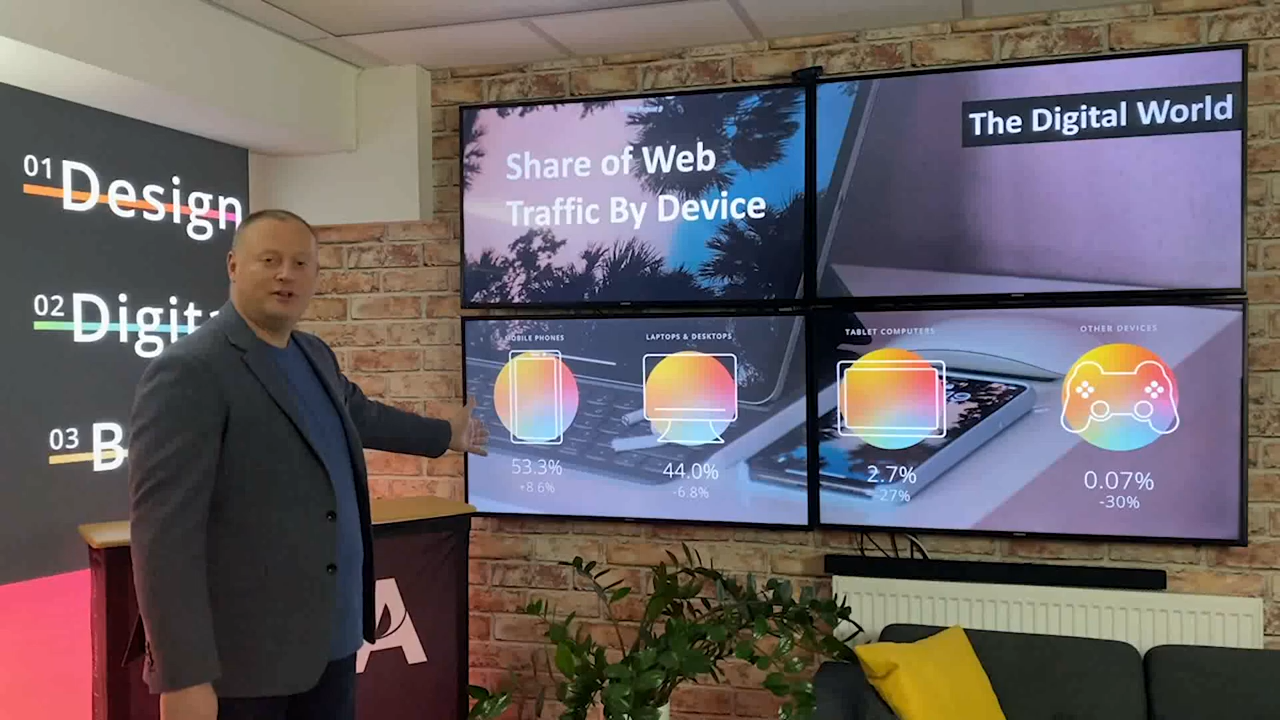 01 Design
02 Digita
03 B
Share of Web
Traffic By Device
The Digital World
MOBILE PHONES
53.3%
+8.6%
LAPTOPS & DESKTOPS
44.0%
-6.8%
TABLET COMPUTERS
2.7%
-27%
OTHER DEVICES
0.07%
-30%
A